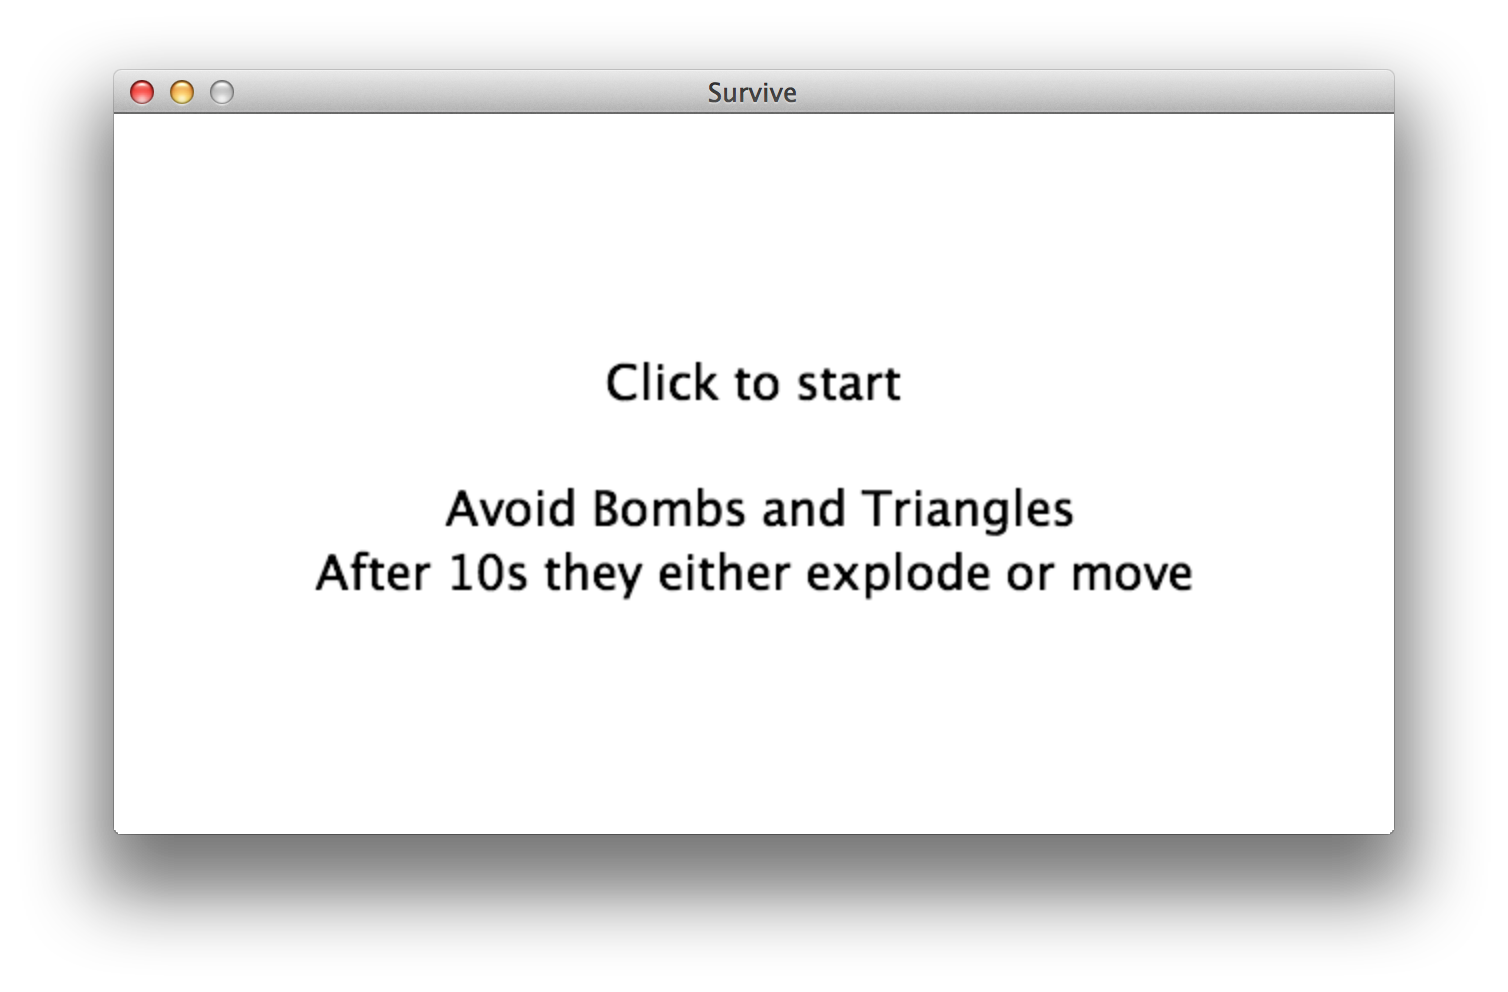 Survive
Click to start
Avoid Bombs and Triangles
After 10s they either explode or move